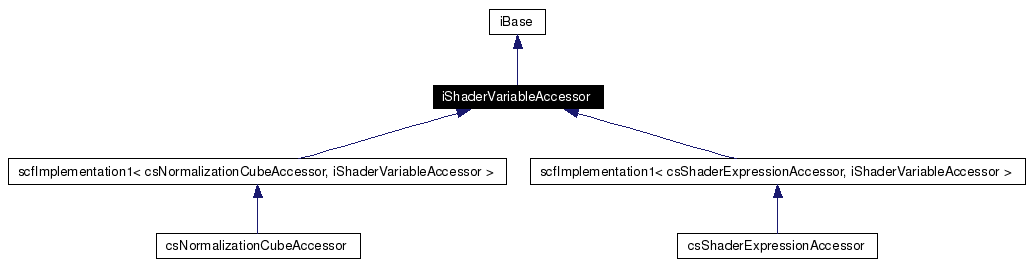 iBase
iShaderVariableAccessor
scfImplementation1< csNormalizationCubeAccessor, iShaderVariableAccessor >
scfImplementation1< csShaderExpressionAccessor, iShaderVariableAccessor >
csNormalizationCubeAccessor
csShaderExpressionAccessor